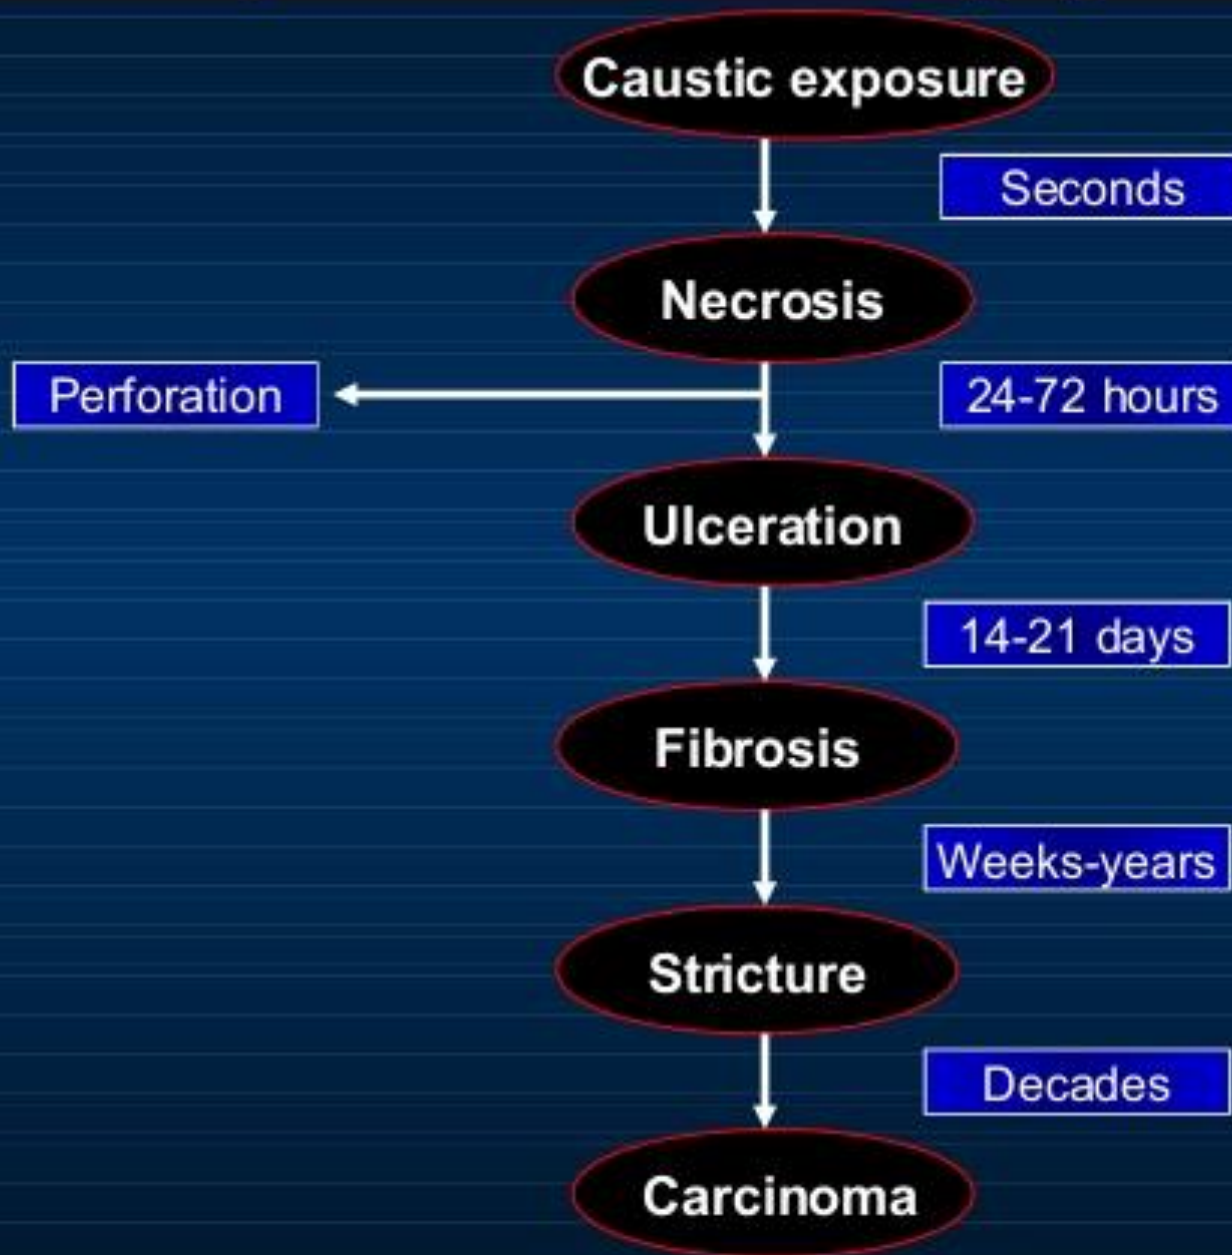 Caustic exposure
Seconds
Necrosis
Perforation
24-72 hours
Ulceration
14-21 days
Fibrosis
Weeks-years
Stricture
Decades
Carcinoma